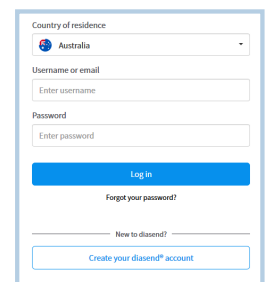 Country of residence
Australia
Username or email
Enter username
Password
Enter password
Log in
Forgot your password?
New to diasend?
Create your diasend® account